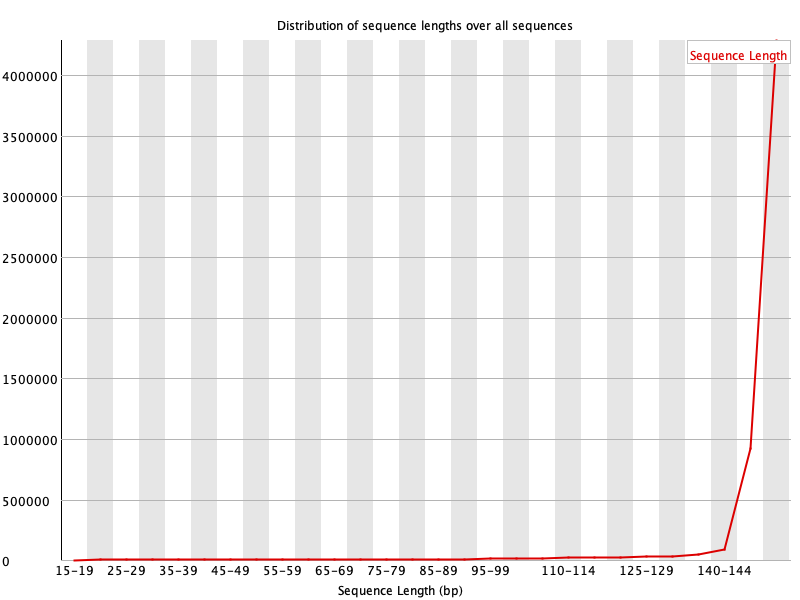 Distribution of sequence lengths over all sequences
Sequence Length
4000000
3500000
3000000
2500000
2000000
1500000
1000000
500000
0
15-19 25-29 35-39 45-49 55-59 65-69 75-79 85-89 95-99 110-114 125-129 140-144
Sequence Length (bp)